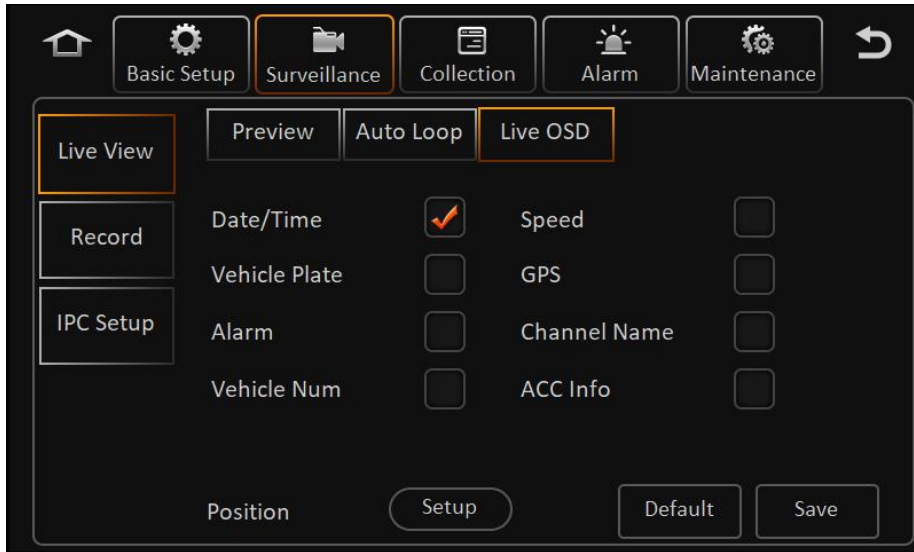 Basic Setup Surveillance Collection Alarm Maintenance
Live View Preview Auto Loop Live OSD
Record
IPC Setup
Date/Time Speed
Vehicle Plate GPS
Alarm Channel Name
Vehicle Num ACC Info
Position Setup Default Save